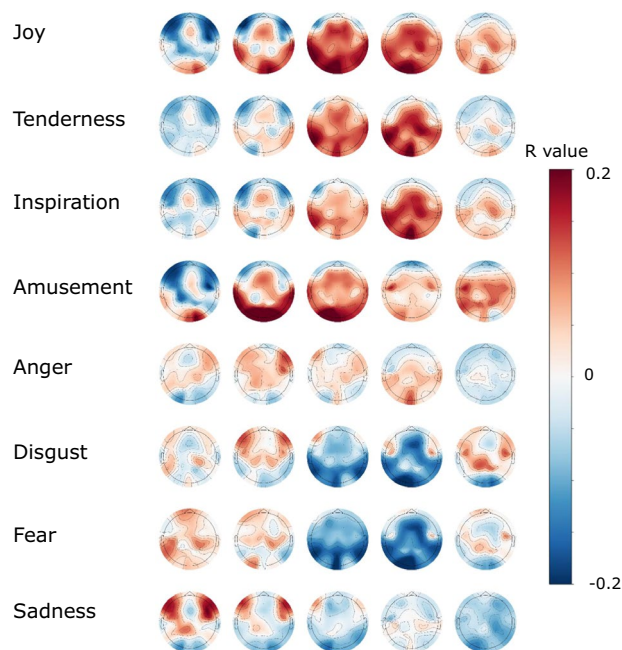 Joy
Tenderness
R value
0.2
Inspiration
Amusement
Anger
0
Disgust
Fear
-0.2
Sadness